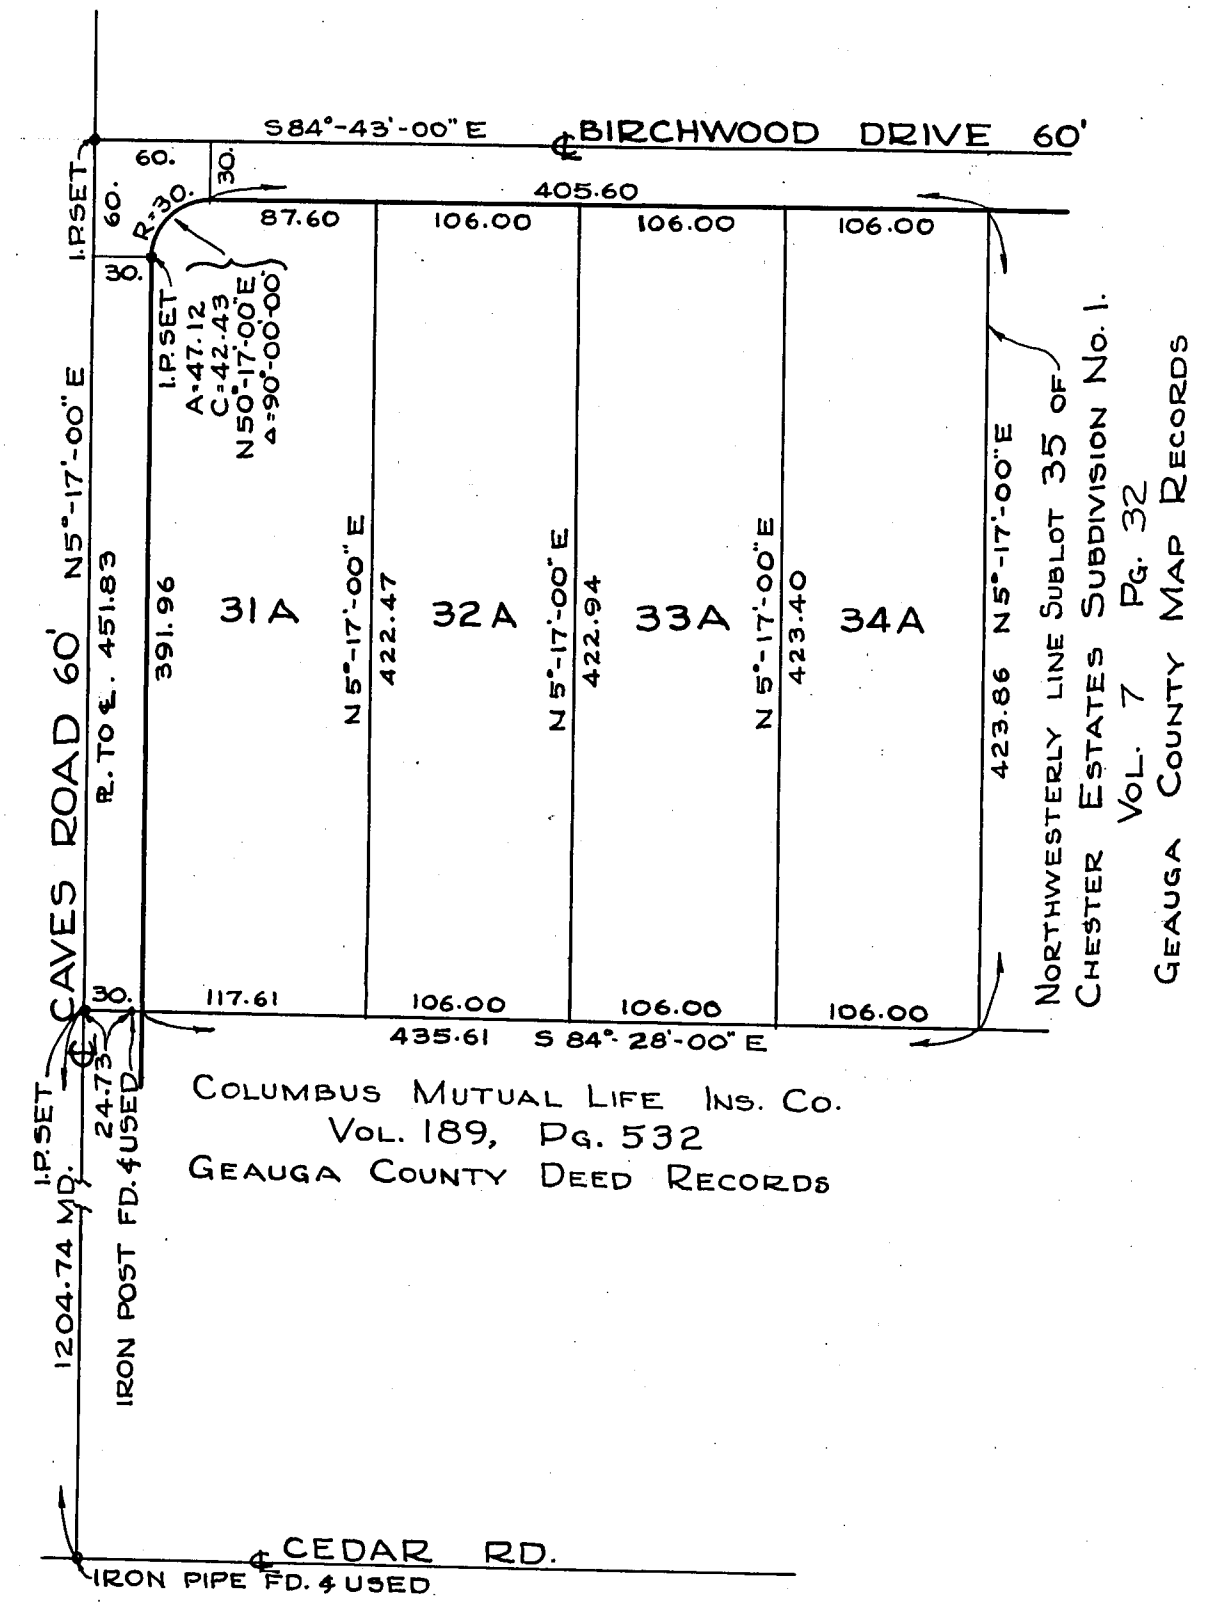 S84°-43'-00" E
℄ BIRCHWOOD DRIVE 60'
60.
30.
I.P. SET
60.
R=30.
405.60
87.60
106.00
106.00
106.00
30.
I.P. SET
A=47.12
C=42.43
N50°-17'-00" E
Δ=90°-00'-00"
CAVES ROAD 60'
N5°-17'-00" E
PL. TO ℄. 451.83
391.96
31A
N5°-17'-00" E
422.47
32A
N5°-17'-00" E
422.94
33A
N5°-17'-00" E
423.40
34A
423.86 N5°-17'-00" E
NORTHWESTERLY LINE SUBLOT 35 OF
CHESTER ESTATES SUBDIVISION NO. 1.
VOL. 7 PG. 32
GEAUGA COUNTY MAP RECORDS
30.
117.61
106.00
106.00
106.00
435.61 S 84°-28'-00" E
℄
I.P. SET
24.73
IRON POST FD. & USED
1204.74 MD.
COLUMBUS MUTUAL LIFE INS. CO.
VOL. 189, PG. 532
GEAUGA COUNTY DEED RECORDS
℄ CEDAR RD.
IRON PIPE FD. & USED